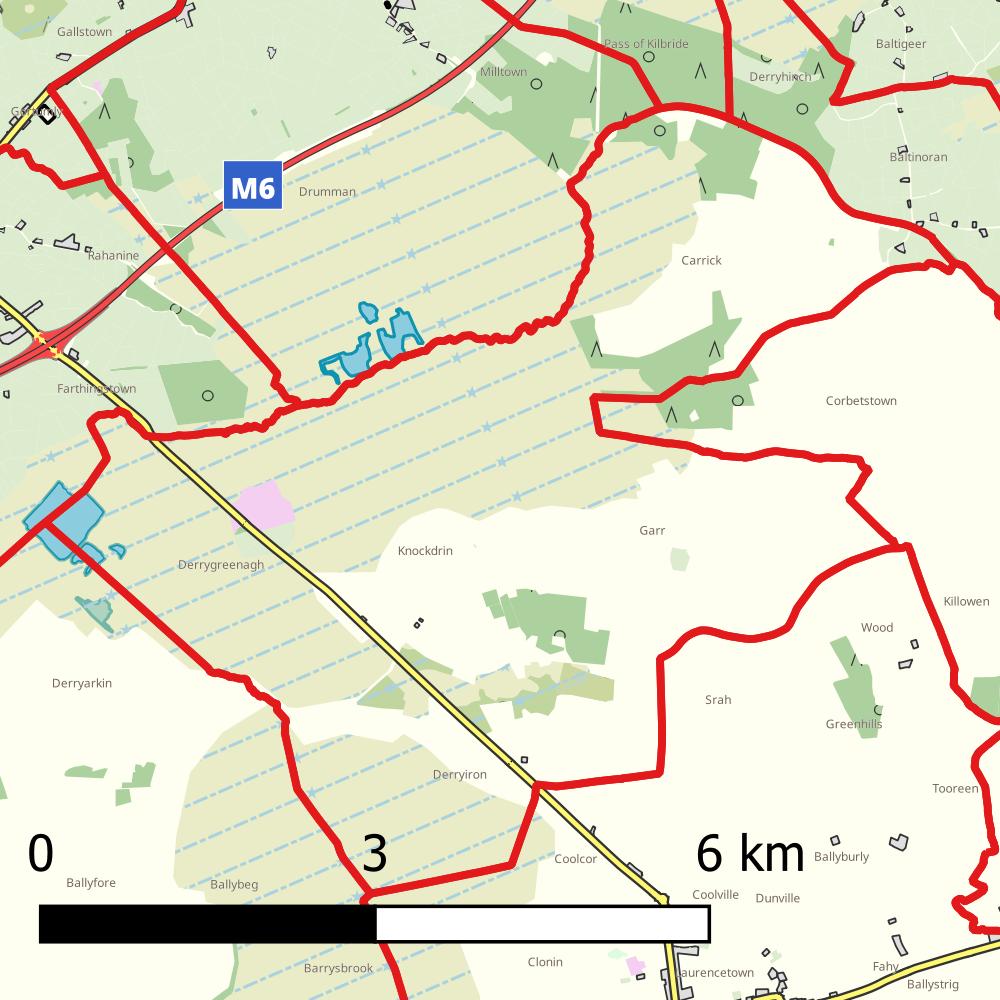 Gallstown
Pass of Kilbride
Baltigeer
Milltown
Derryhinch
Baltinoran
M6
Drumman
Rahanine
Carrick
Farthingstown
Corbetstown
Garr
Knockdrin
Derrygreenagh
Killowen
Wood
Derryarkin
Srah
Greenhills
Derryiron
Tooreen
0
3
6 km
Ballyburly
Coolcor
Ballyfore
Ballybeg
Coolville
Dunville
Clonin
Barrysbrook
Fahy
Laurencetown
Ballystrig